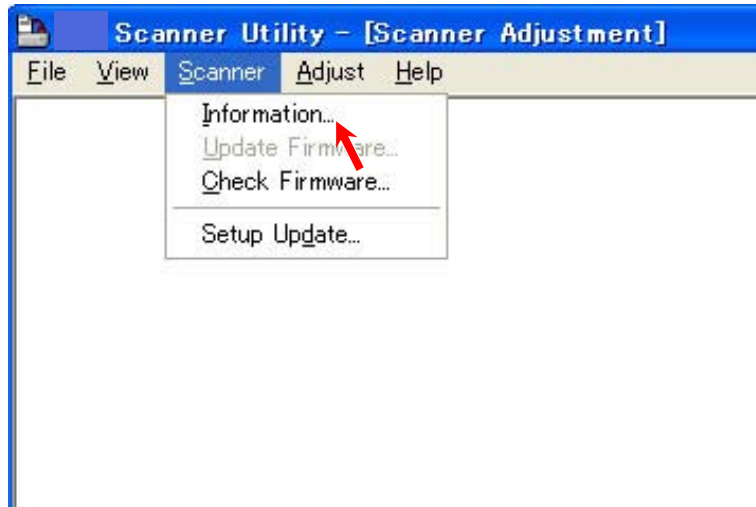 Scanner Utility - [Scanner Adjustment]
File View Scanner Adjust Help
Information...
Update Firmware...
Check Firmware...
Setup Update...